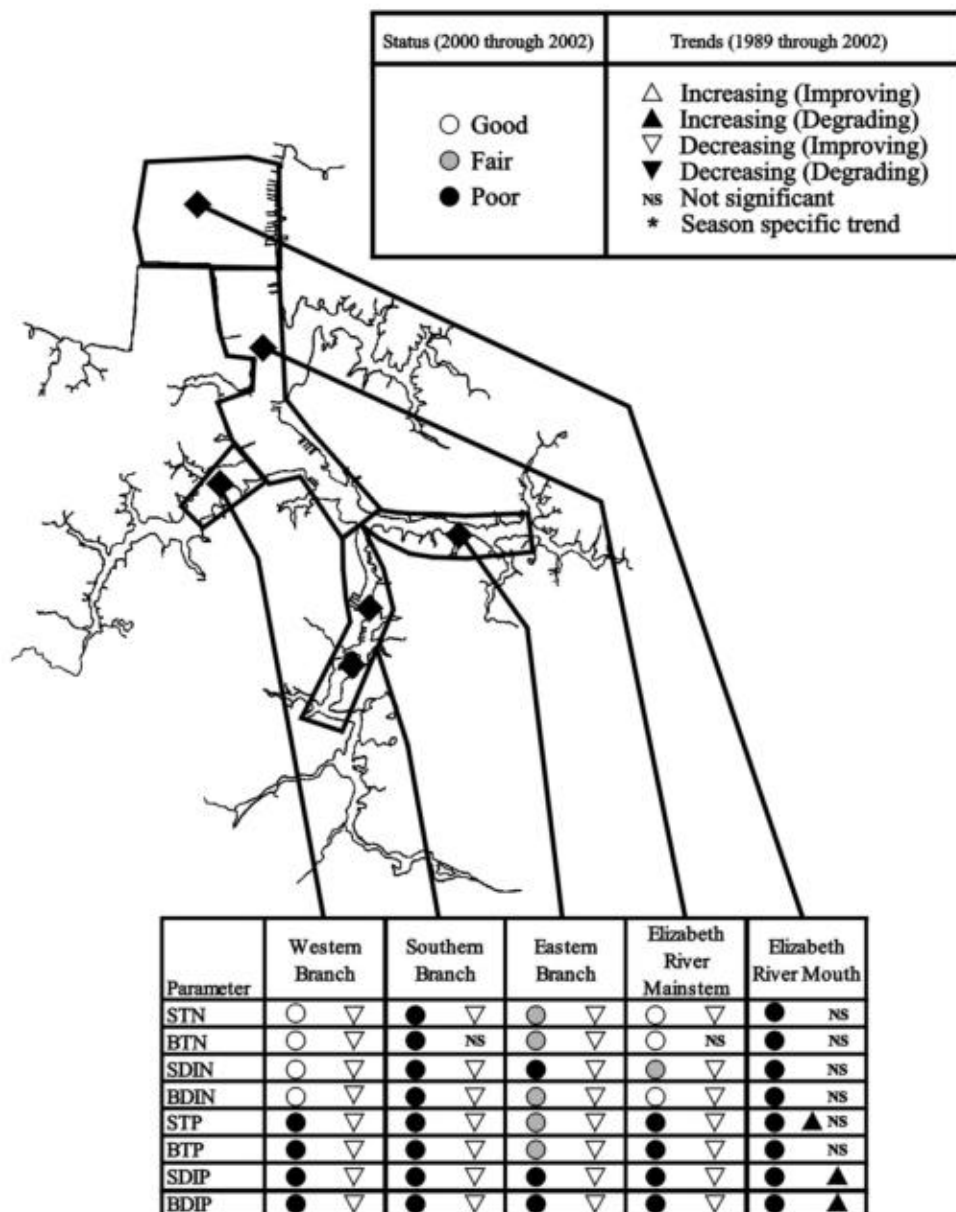 Status (2000 through 2002) Trends (1989 through 2002)
Good
Fair
Poor
Increasing (Improving)
Increasing (Degrading)
Decreasing (Improving)
Decreasing (Degrading)
NS Not significant
* Season specific trend
Parameter Western Branch Southern Branch Eastern Branch Elizabeth River Mainstem Elizabeth River Mouth
STN NS
BTN NS NS NS
SDIN NS
BDIN NS
STP NS
BTP NS
SDIP
BDIP